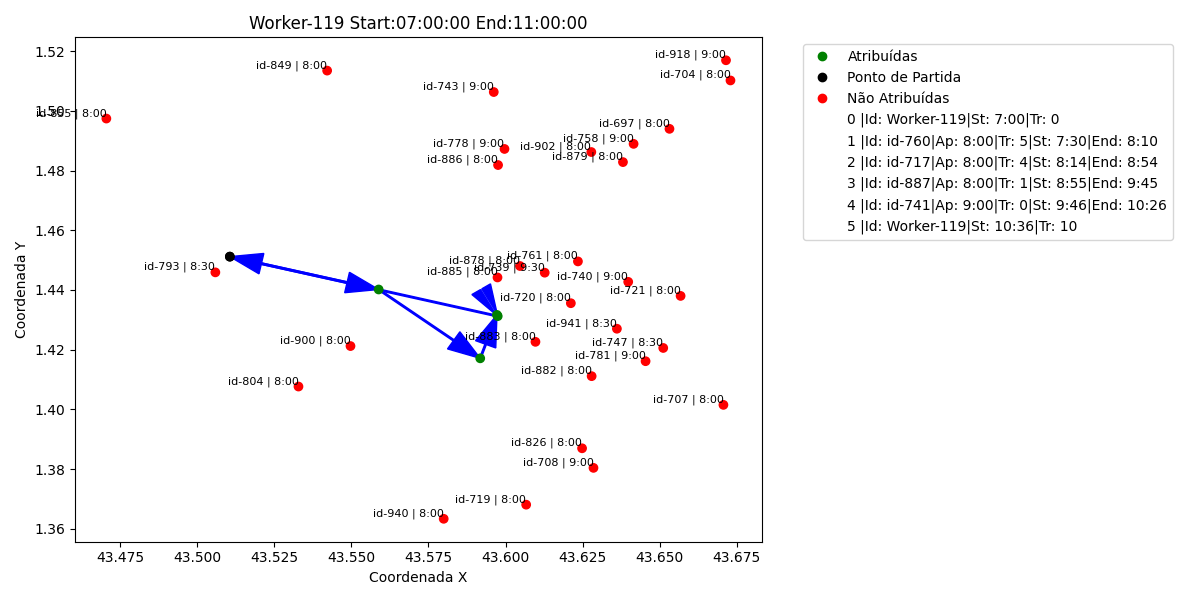 Worker-119 Start:07:00:00 End:11:00:00
Coordenada Y
1.52
1.50
1.48
1.46
1.44
1.42
1.40
1.38
1.36
id-918 | 9:00
id-849 | 8:00
id-704 | 8:00
id-743 | 9:00
id-697 | 8:00
id-758 | 9:00
id-778 | 9:00
id-902 | 8:00
id-879 | 8:00
id-886 | 8:00
id-761 | 8:00
id-878 | 8:00
id-739 | 9:30
id-793 | 8:30
id-885 | 8:00
id-740 | 9:00
id-721 | 8:00
id-720 | 8:00
id-941 | 8:30
id-883 | 8:00
id-900 | 8:00
id-747 | 8:30
id-781 | 9:00
id-882 | 8:00
id-804 | 8:00
id-707 | 8:00
id-826 | 8:00
id-708 | 9:00
id-719 | 8:00
id-940 | 8:00
43.475 43.500 43.525 43.550 43.575 43.600 43.625 43.650 43.675
Coordenada X
Atribuídas
Ponto de Partida
Não Atribuídas
0 |Id: Worker-119|St: 7:00|Tr: 0
1 |Id: id-760|Ap: 8:00|Tr: 5|St: 7:30|End: 8:10
2 |Id: id-717|Ap: 8:00|Tr: 4|St: 8:14|End: 8:54
3 |Id: id-887|Ap: 8:00|Tr: 1|St: 8:55|End: 9:45
4 |Id: id-741|Ap: 9:00|Tr: 0|St: 9:46|End: 10:26
5 |Id: Worker-119|St: 10:36|Tr: 10